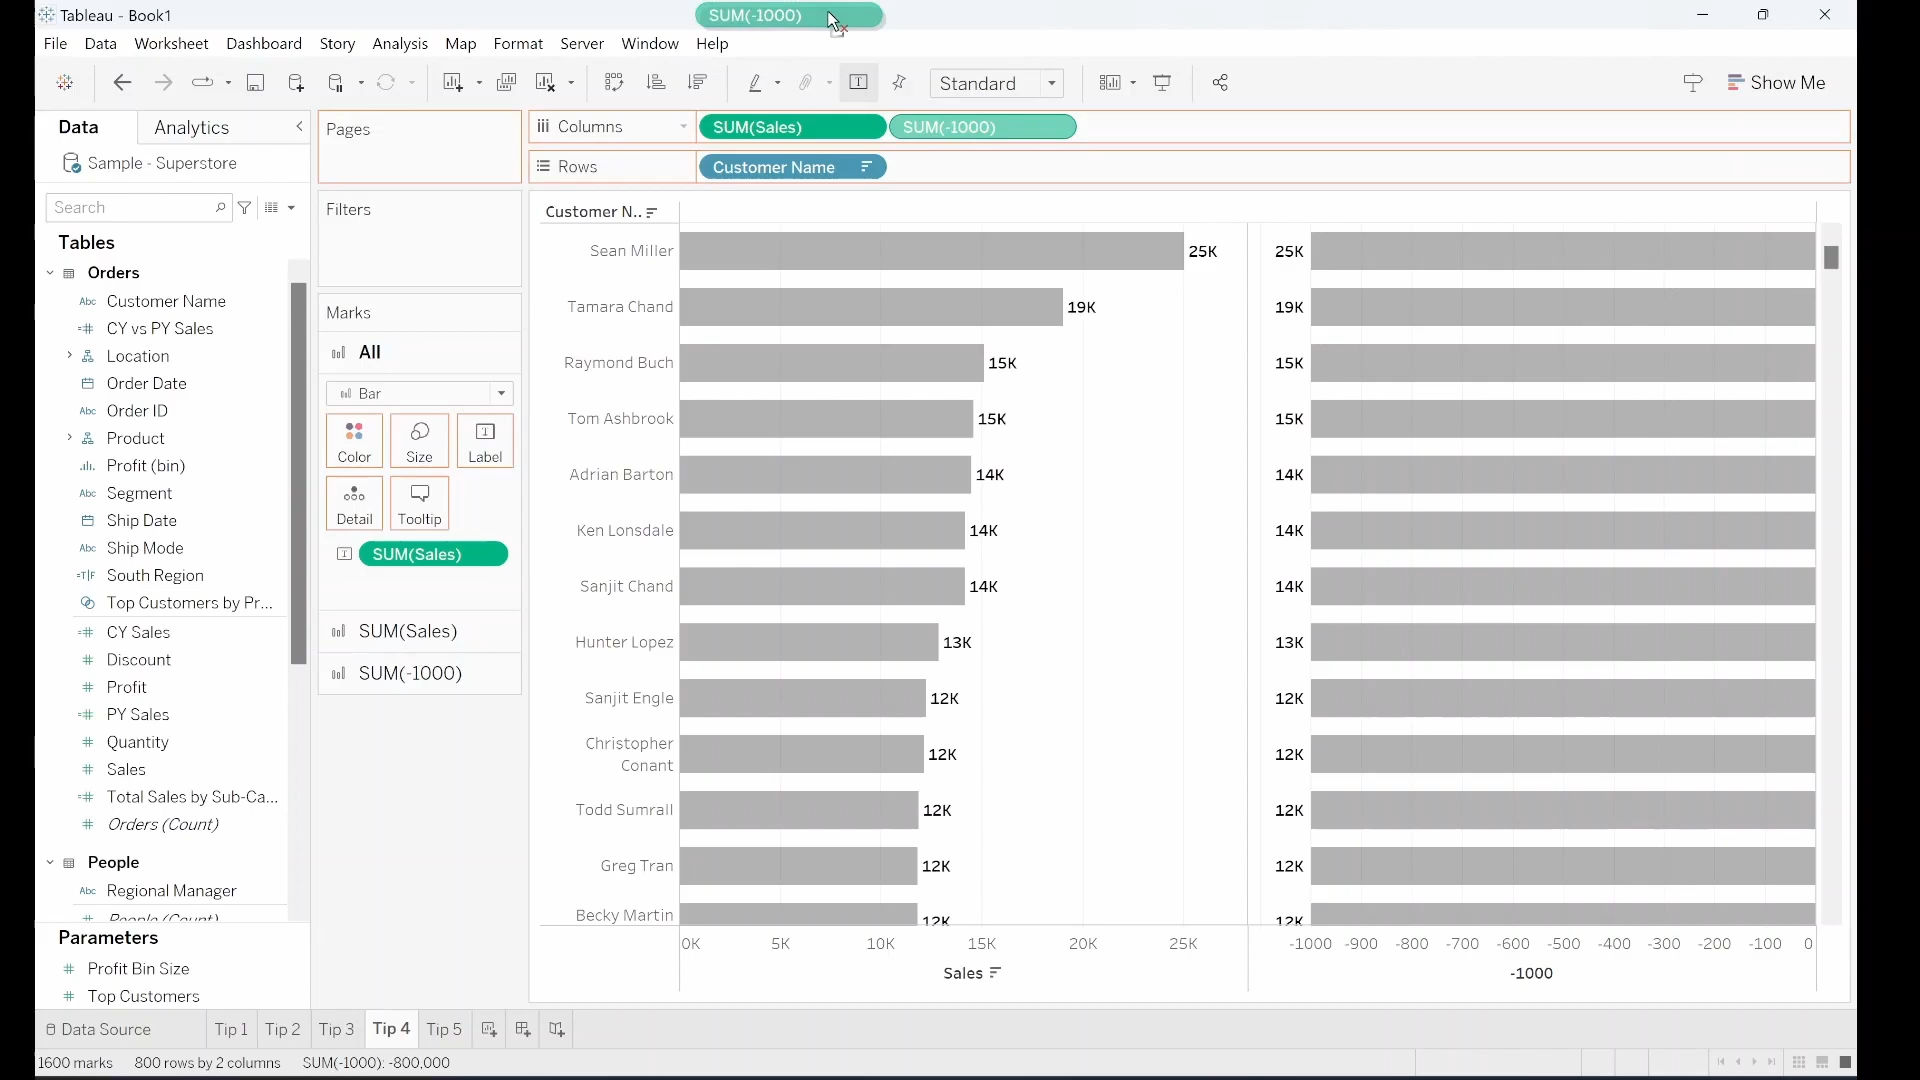 Tableau - Book1
SUM(-1000)
File Data Worksheet Dashboard Story Analysis Map Format Server Window Help
Standard
Show Me
Data Analytics
Sample - Superstore
Search
Tables
Orders
Abc Customer Name
CY vs PY Sales
Location
Order Date
Abc Order ID
Product
Profit (bin)
Abc Segment
Ship Date
Abc Ship Mode
T|F South Region
Top Customers by Pr...
CY Sales
Discount
Profit
PY Sales
Quantity
Sales
Total Sales by Sub-Ca...
Orders (Count)
People
Abc Regional Manager
People (Count)
Parameters
Profit Bin Size
Top Customers
Pages
Filters
Marks
All
Bar
Color Size Label
Detail Tooltip
SUM(Sales)
SUM(Sales)
SUM(-1000)
Columns SUM(Sales) SUM(-1000)
Rows Customer Name
Customer N..
Sean Miller 25K 25K
Tamara Chand 19K 19K
Raymond Buch 15K 15K
Tom Ashbrook 15K 15K
Adrian Barton 14K 14K
Ken Lonsdale 14K 14K
Sanjit Chand 14K 14K
Hunter Lopez 13K 13K
Sanjit Engle 12K 12K
Christopher
Conant 12K 12K
Todd Sumrall 12K 12K
Greg Tran 12K 12K
Becky Martin 12K 12K
0K 5K 10K 15K 20K 25K -1000 -900 -800 -700 -600 -500 -400 -300 -200 -100 0
Sales -1000
Data Source Tip 1 Tip 2 Tip 3 Tip 4 Tip 5
1600 marks 800 rows by 2 columns SUM(-1000): -800,000